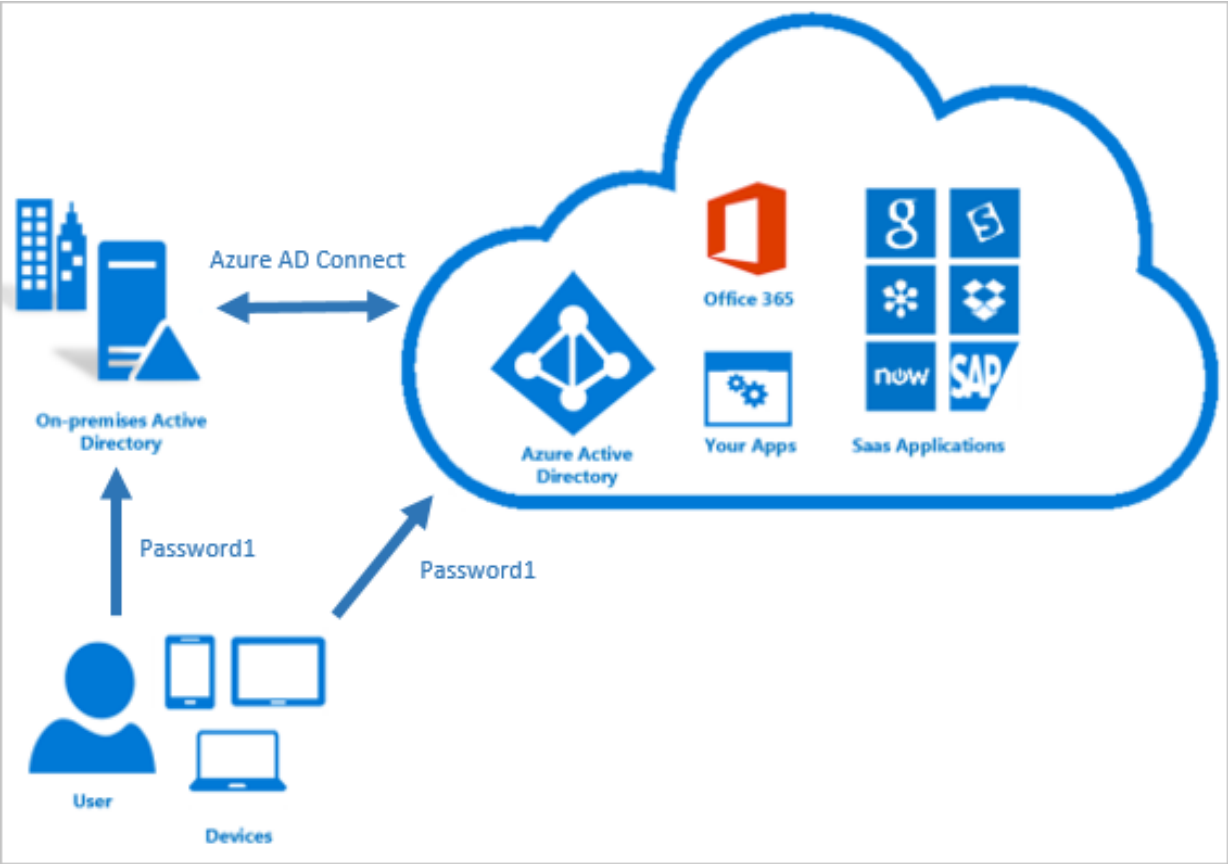 Azure AD Connect
On-premises Active
Directory
Azure Active
Directory
Office 365
Your Apps
g
S
now
SAP
Saas Applications
Password1
Password1
User
Devices